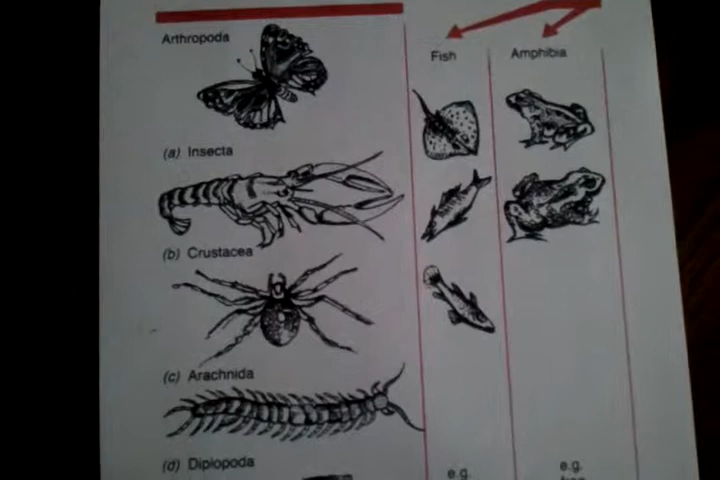 Arthropoda
Fish
Amphibia
(a) Insecta
(b) Crustacea
(c) Arachnida
(d) Diplopoda
e.g.
e.g.